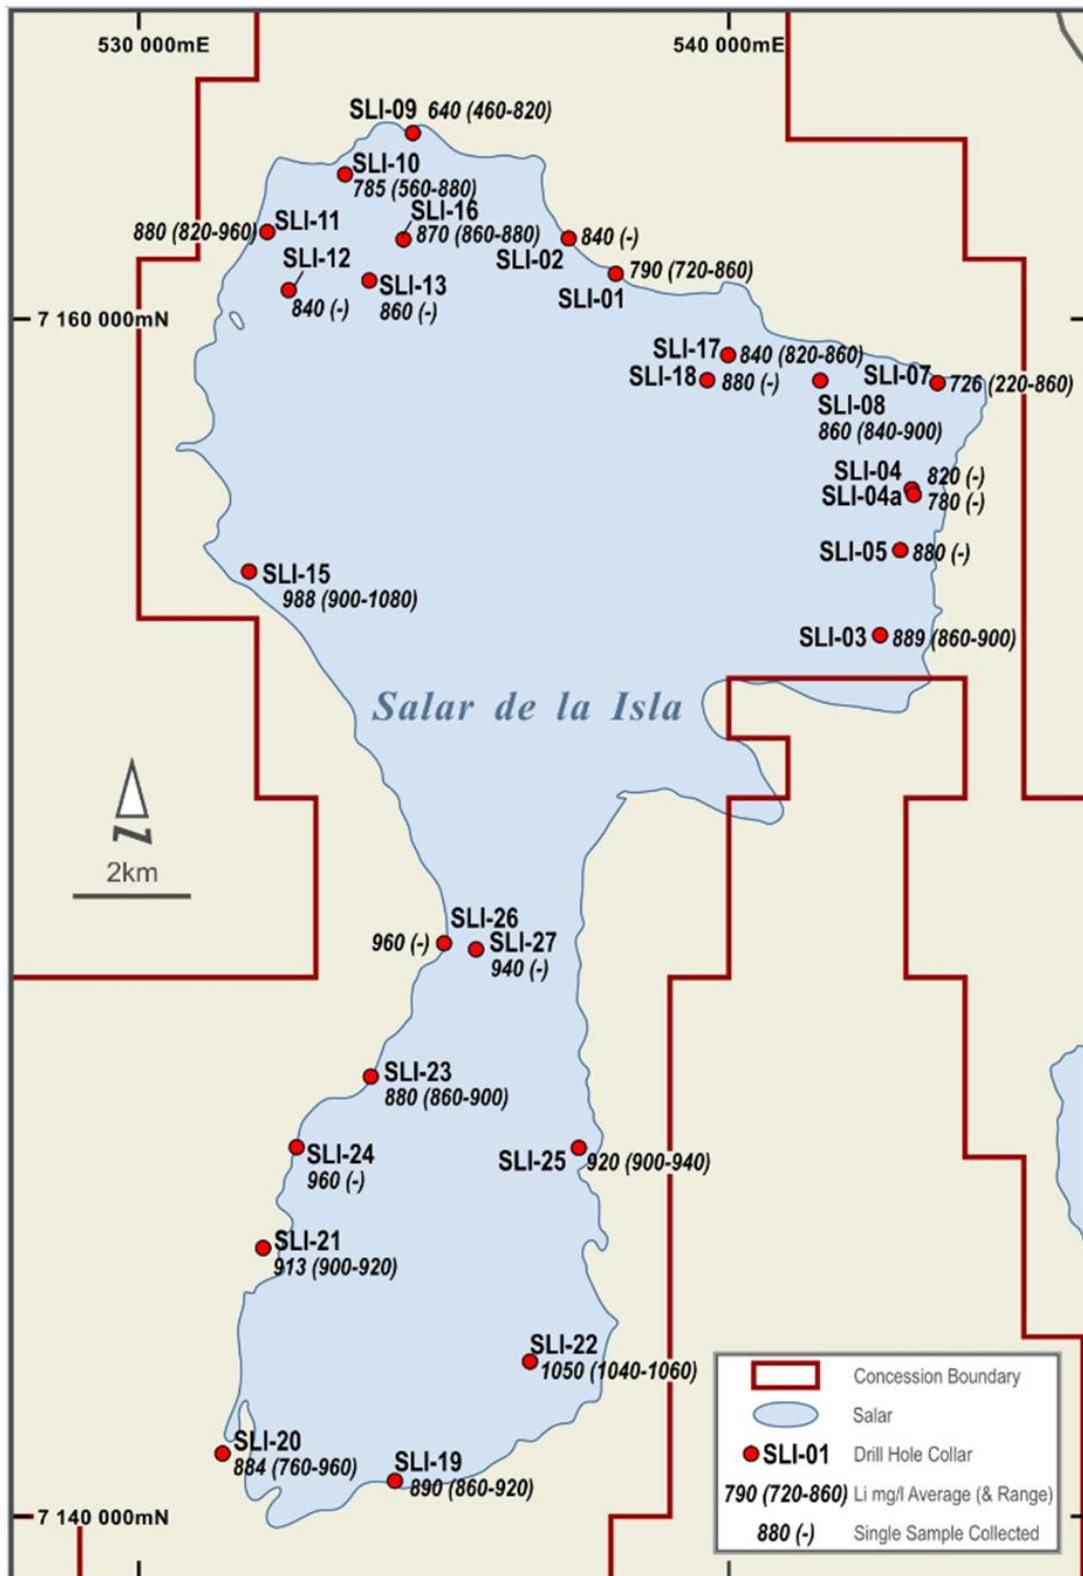 530 000mE
540 000mE
SLI-09 640 (460-820)
SLI-10
785 (560-880)
SLI-16
870 (860-880)
880 (820-960) SLI-11
SLI-12
840 (-)
SLI-13
860 (-)
840 (-)
SLI-02
790 (720-860)
SLI-01
7 160 000mN
SLI-17 840 (820-860)
SLI-18 880 (-)
SLI-07 726 (220-860)
SLI-08
860 (840-900)
SLI-04 820 (-)
SLI-04a 780 (-)
SLI-05 880 (-)
SLI-15
988 (900-1080)
SLI-03 889 (860-900)
Salar de la Isla
N
2km
SLI-26
960 (-)
SLI-27
940 (-)
SLI-23
880 (860-900)
SLI-24
960 (-)
SLI-25 920 (900-940)
SLI-21
913 (900-920)
SLI-22
1050 (1040-1060)
SLI-20
884 (760-960)
SLI-19
890 (860-920)
7 140 000mN
Concession Boundary
Salar
SLI-01 Drill Hole Collar
790 (720-860) Li mg/l Average (& Range)
880 (-) Single Sample Collected